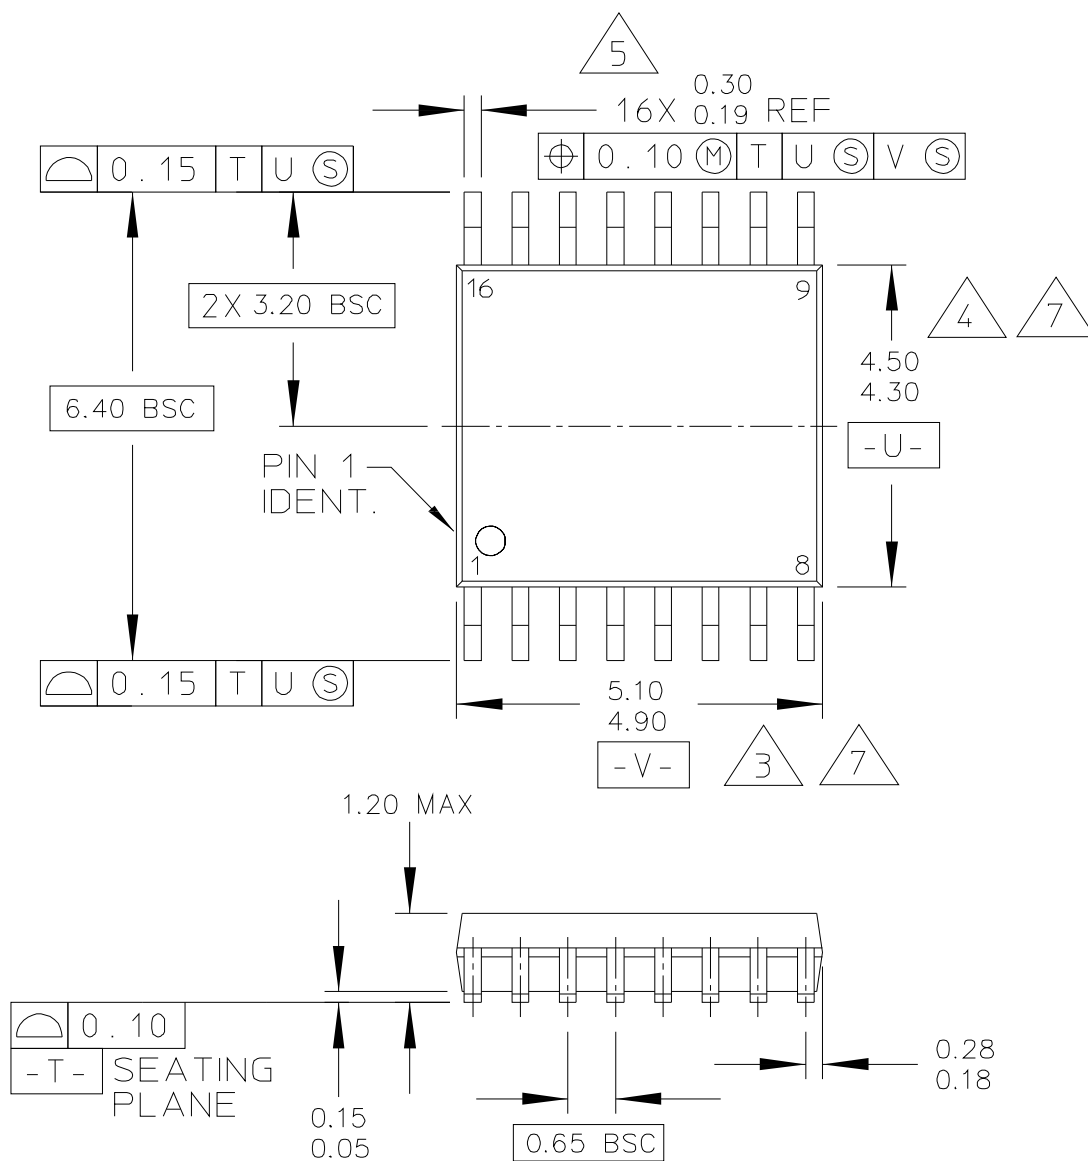 5
0.30
16X 0.19 REF
0.15 T U Ⓢ
⌖ 0.10 Ⓜ T U Ⓢ V Ⓢ
16 9
2X 3.20 BSC
4 7
4.50
4.30
6.40 BSC
-U-
PIN 1
IDENT.
1 8
0.15 T U Ⓢ
5.10
4.90
-V- 3 7
1.20 MAX
0.10
-T- SEATING
PLANE
0.28
0.18
0.15
0.05
0.65 BSC